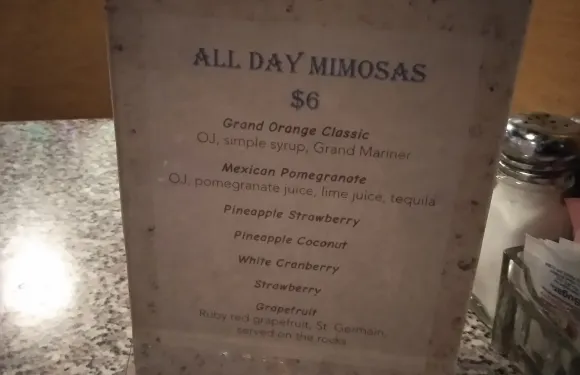 ALL DAY MIMOSAS
$6
Grand Orange Classic
OJ, simple syrup, Grand Mariner
Mexican Pomegranate
OJ, pomegranate juice, lime juice, tequila
Pineapple Strawberry
Pineapple Coconut
White Cranberry
Strawberry
Grapefruit
Ruby red grapefruit, St. Germain,
served on the rocks